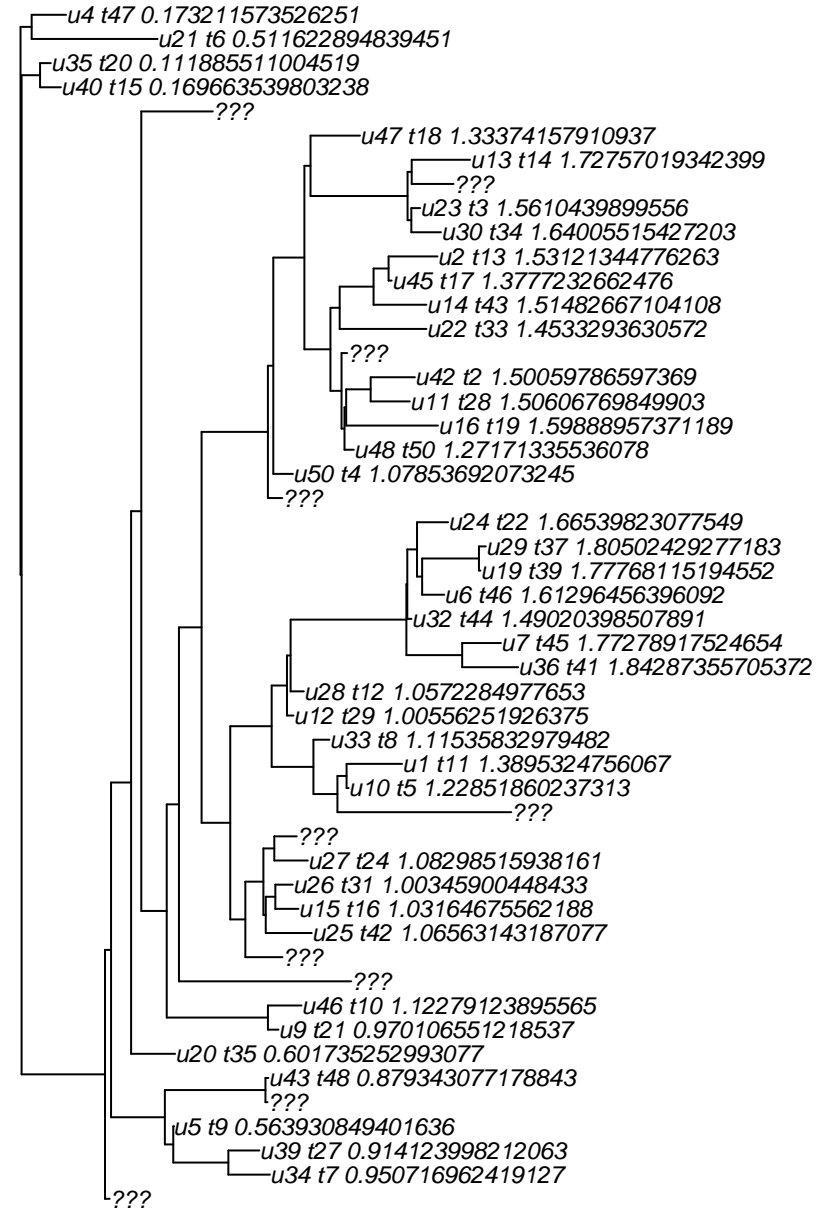 u4 t47 0.173211573526251
u21 t6 0.511622894839451
u35 t20 0.111885511004519
u40 t15 0.169663539803238
???
u47 t18 1.33374157910937
u13 t14 1.72757019342399
???
u23 t3 1.5610439899556
u30 t34 1.64005515427203
u2 t13 1.53121344776263
u45 t17 1.3777232662476
u14 t43 1.51482667104108
u22 t33 1.4533293630572
???
u42 t2 1.50059786597369
u11 t28 1.50606769849903
u16 t19 1.59888957371189
u48 t50 1.27171335536078
u50 t4 1.07853692073245
???
u24 t22 1.66539823077549
u29 t37 1.80502429277183
u19 t39 1.77768115194552
u6 t46 1.61296456396092
u32 t44 1.49020398507891
u7 t45 1.77278917524654
u36 t41 1.84287355705372
u28 t12 1.0572284977653
u12 t29 1.00556251926375
u33 t8 1.11535832979482
u1 t11 1.3895324756067
u10 t5 1.22851860237313
???
???
u27 t24 1.08298515938161
u26 t31 1.00345900448433
u15 t16 1.03164675562188
u25 t42 1.06563143187077
???
???
u46 t10 1.12279123895565
u9 t21 0.970106551218537
u20 t35 0.601735252993077
u43 t48 0.879343077178843
???
u5 t9 0.563930849401636
u39 t27 0.914123998212063
u34 t7 0.950716962419127
???